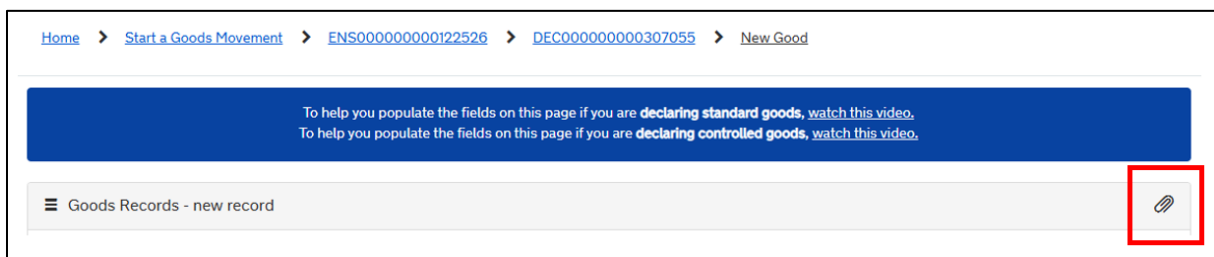 Home > Start a Goods Movement > ENS000000000122526 > DEC000000000307055 > New Good
To help you populate the fields on this page if you are declaring standard goods, watch this video.
To help you populate the fields on this page if you are declaring controlled goods, watch this video.
Goods Records - new record